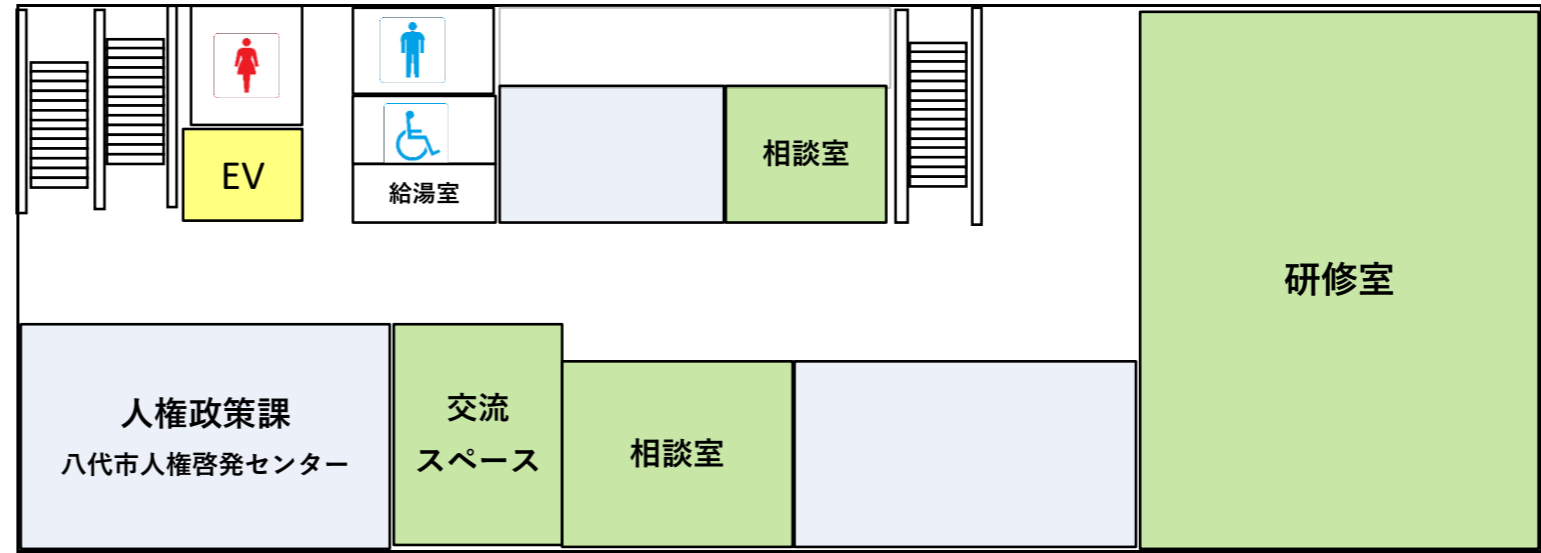 EV
給湯室
相談室
研修室
人権政策課
八代市人権啓発センター
交流
スペース
相談室